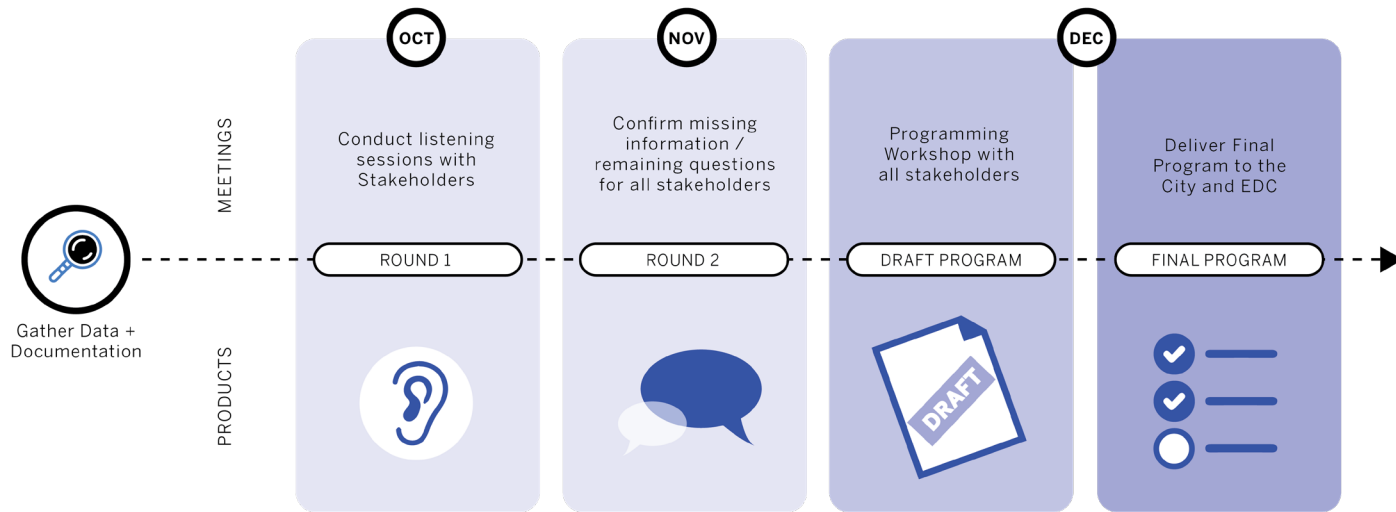 OCT
NOV
DEC
MEETINGS
Conduct listening
sessions with
Stakeholders
Confirm missing
information /
remaining questions
for all stakeholders
Programming
Workshop with
all stakeholders
Deliver Final
Program to the
City and EDC
ROUND 1
ROUND 2
DRAFT PROGRAM
FINAL PROGRAM
Gather Data +
Documentation
PRODUCTS
DRAFT